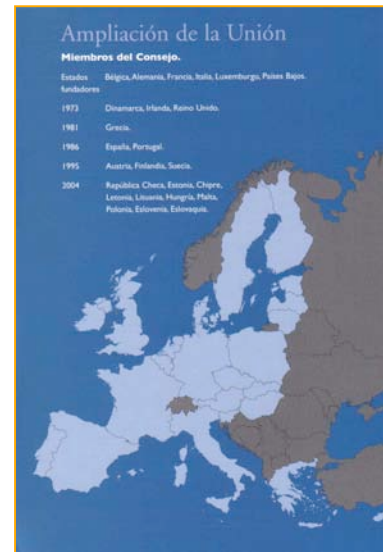 Ampliación de la Unión
Miembros del Consejo.
Estados fundadores Bélgica, Alemania, Francia, Italia, Luxemburgo, Países Bajos.
1973 Dinamarca, Irlanda, Reino Unido.
1981 Grecia.
1986 España, Portugal.
1995 Austria, Finlandia, Suecia.
2004 República Checa, Estonia, Chipre,
Letonia, Lituania, Hungría, Malta,
Polonia, Eslovenia, Eslovaquia.